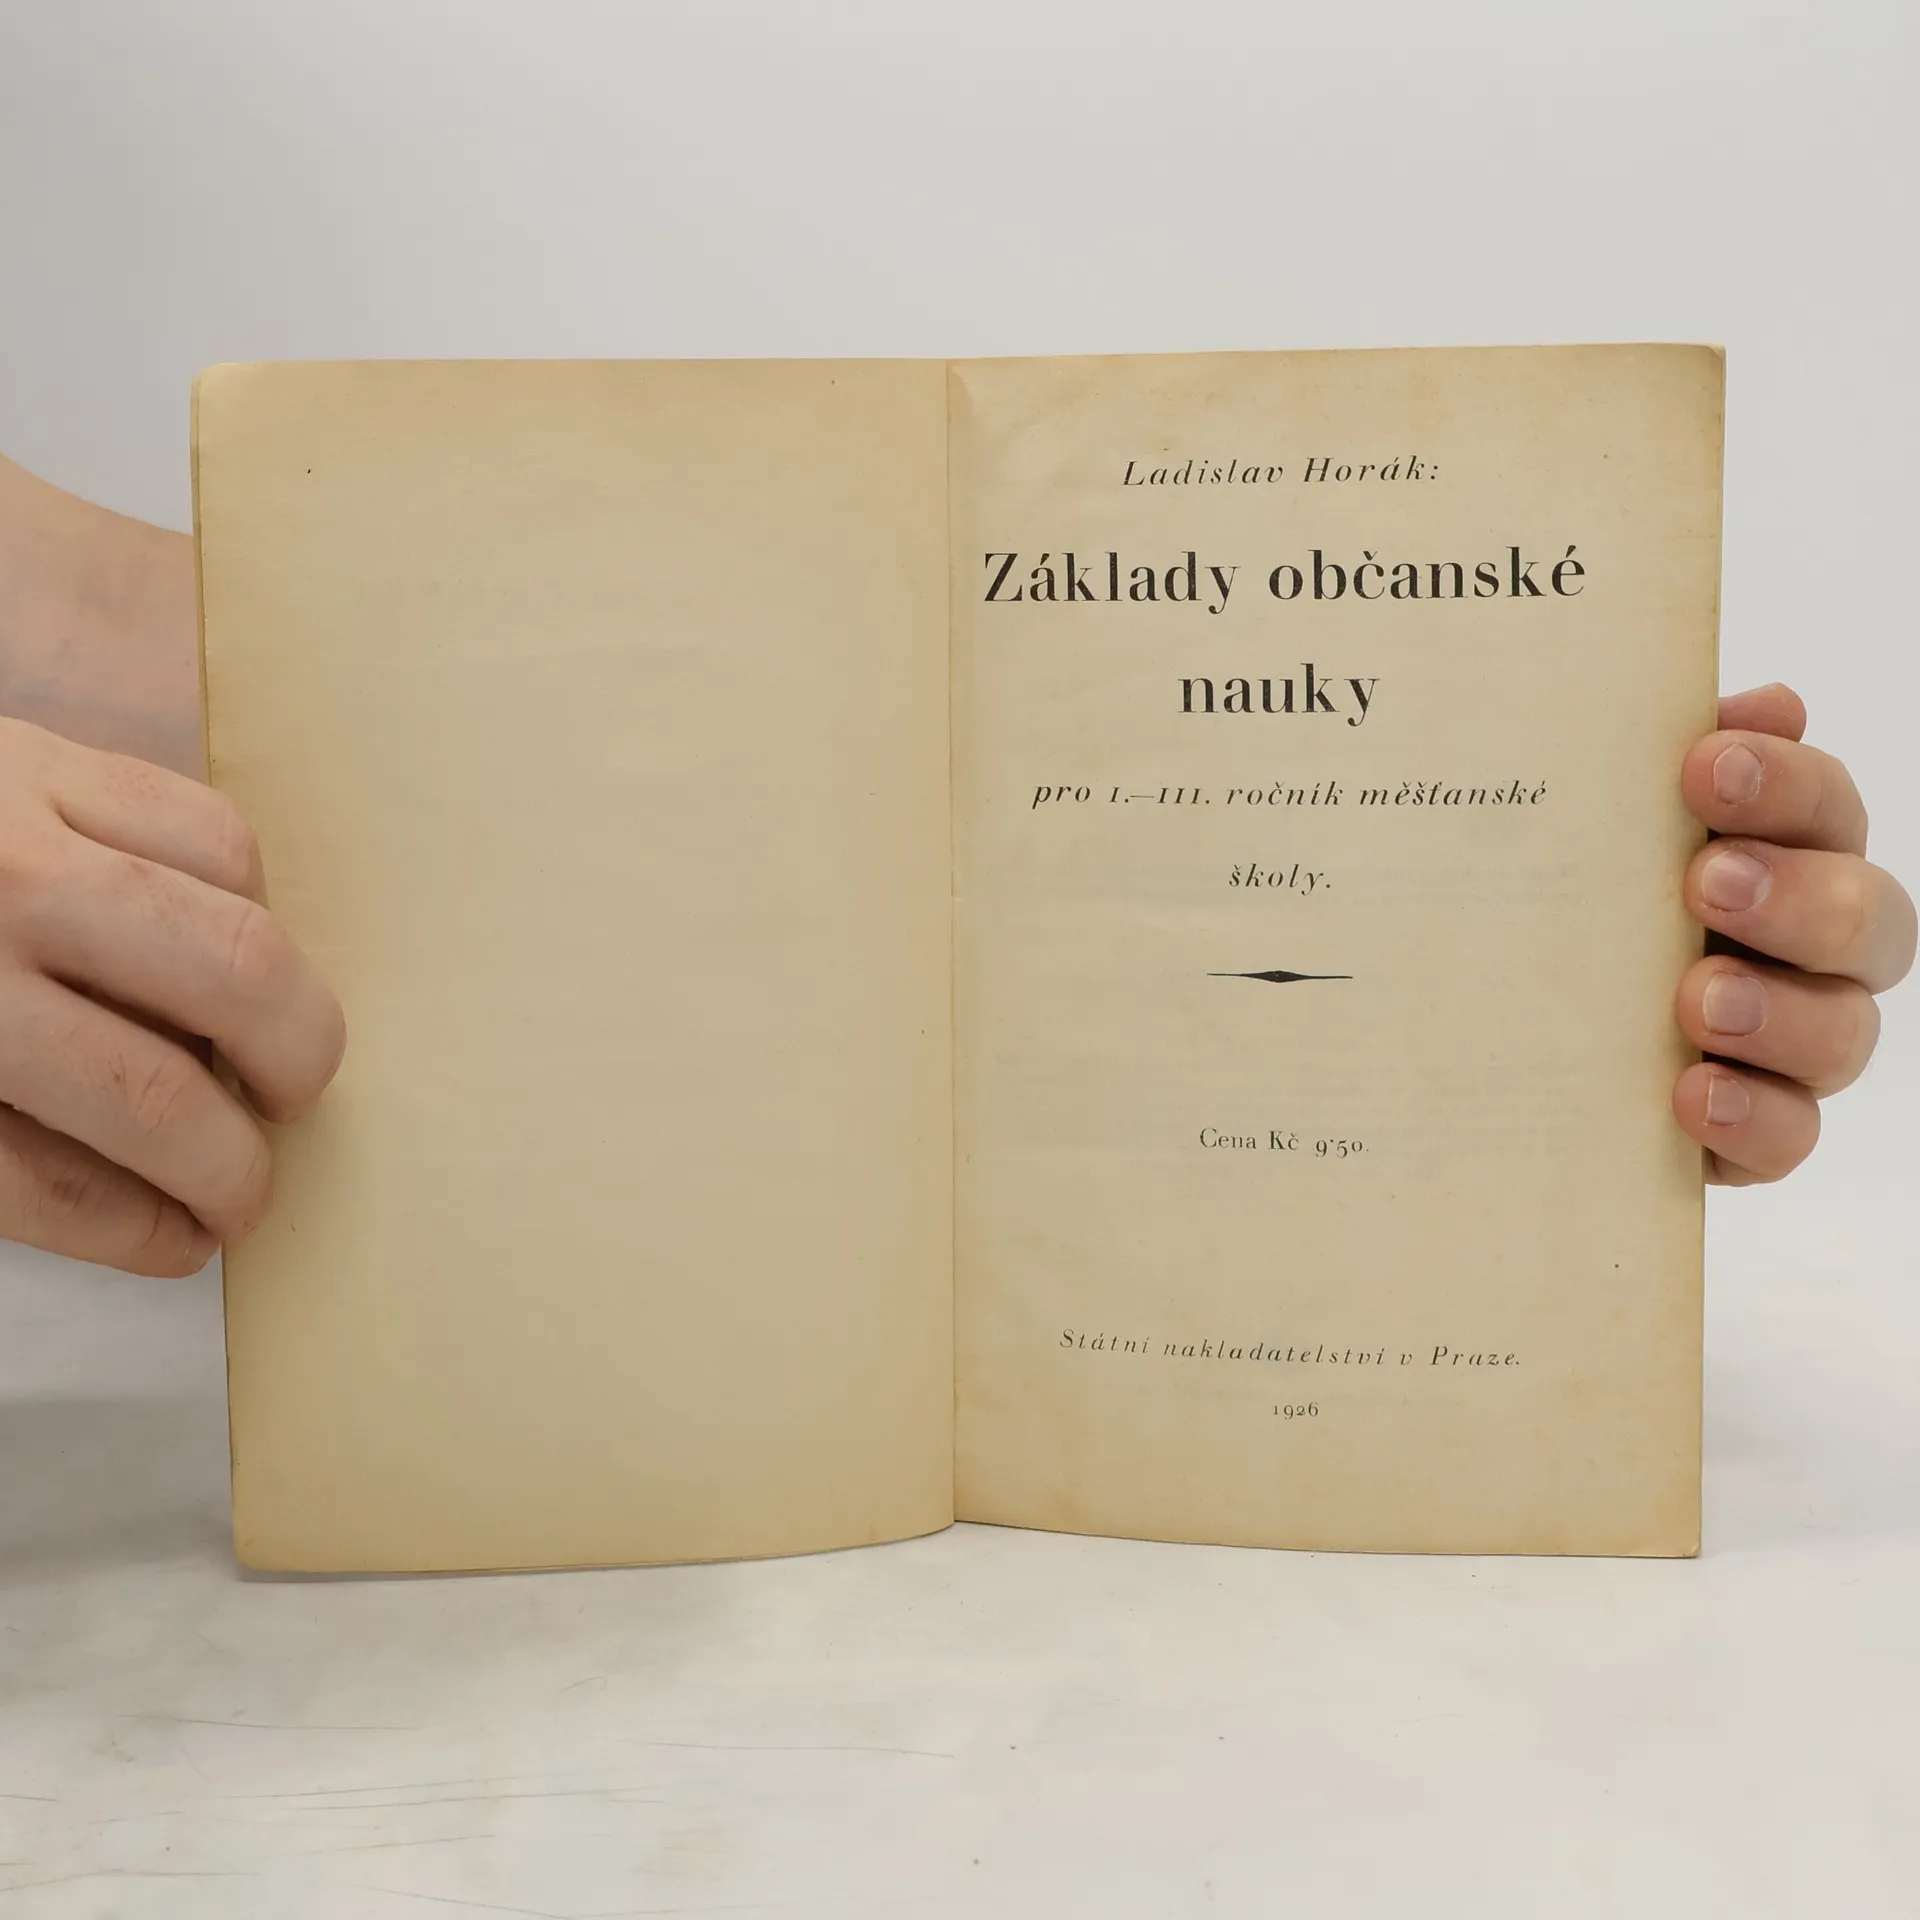 Ladislav Horák:
Základy občanské
nauky
pro I.—III. ročník měšťanské
školy.
Cena Kč 9·50.
Státní nakladatelství v Praze.
1926